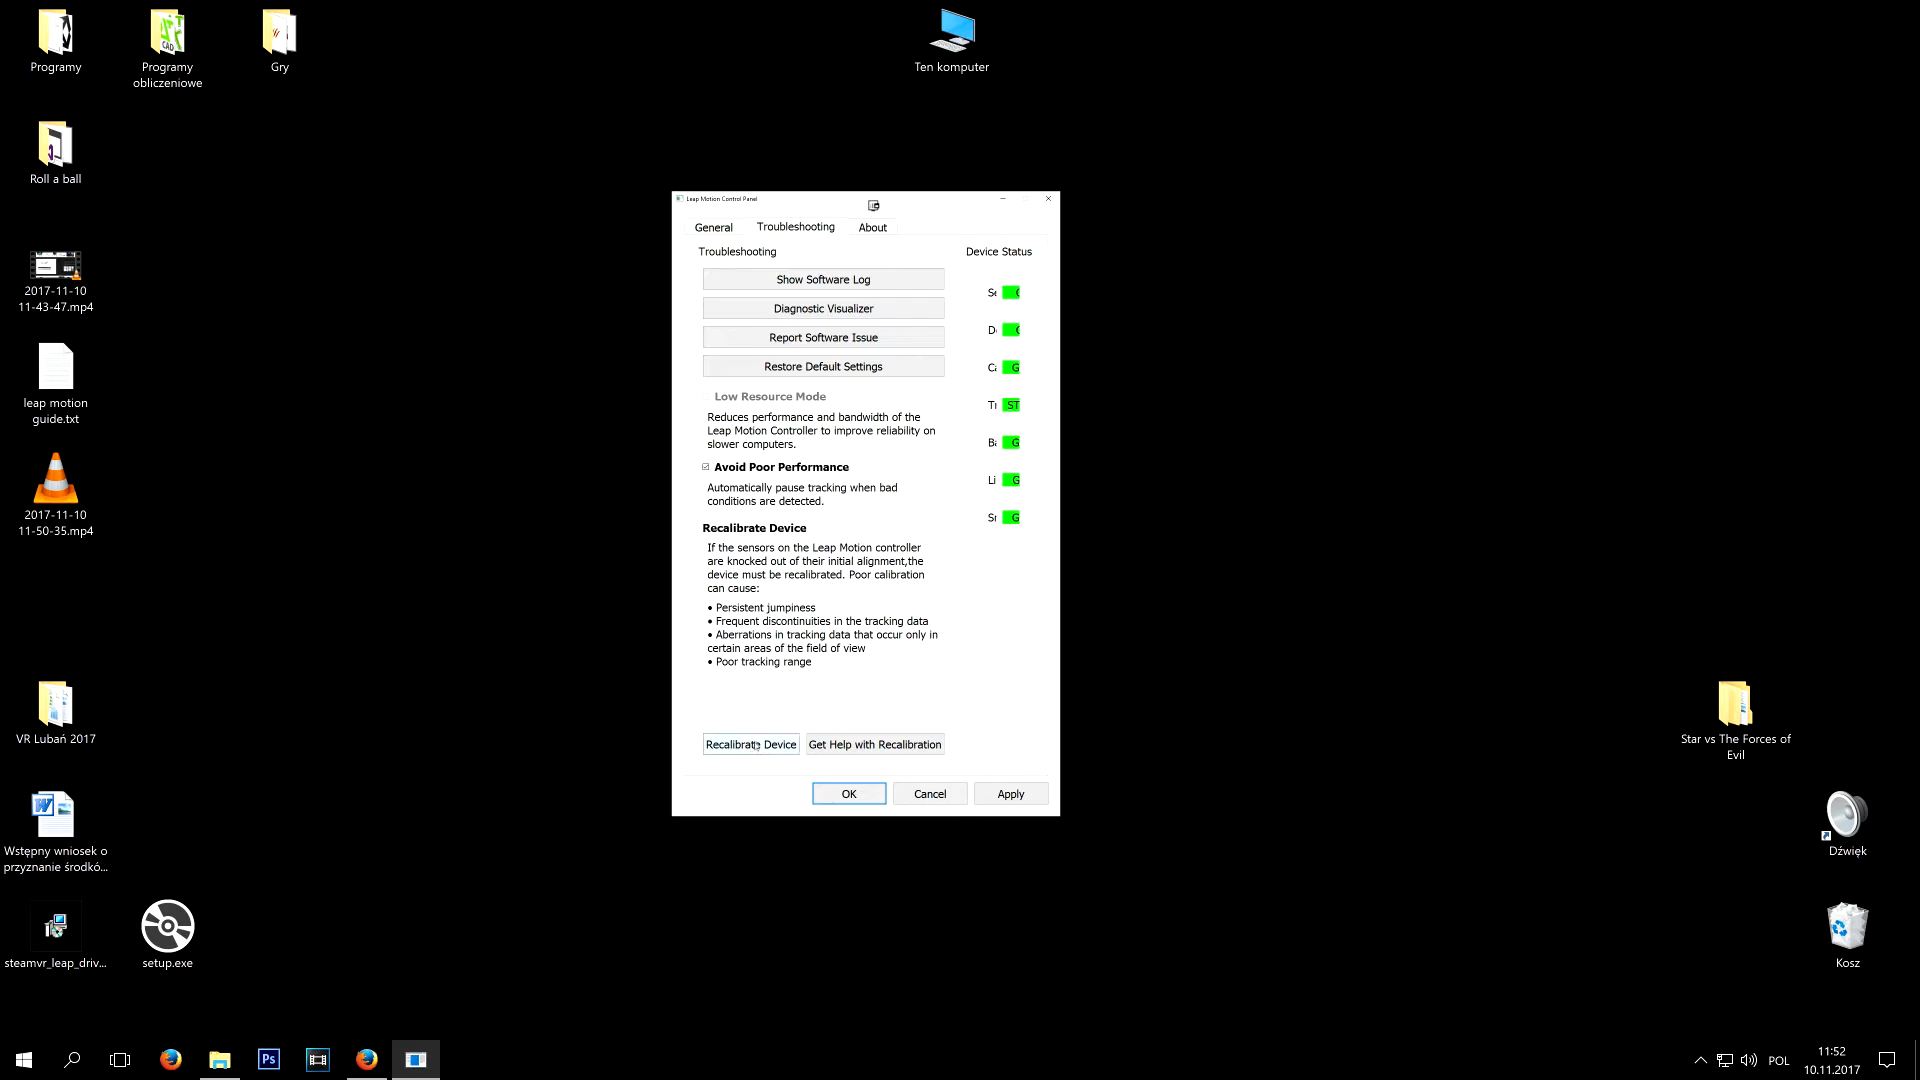 Programy
Programy
obliczeniowe
Gry
Ten komputer
Roll a ball
2017-11-10
11-43-47.mp4
leap motion
guide.txt
2017-11-10
11-50-35.mp4
VR Lubań 2017
Wstępny wniosek o
przyznanie środkó...
steamvr_leap_driv...
setup.exe
Leap Motion Control Panel
General
Troubleshooting
About
Troubleshooting
Device Status
Show Software Log
Diagnostic Visualizer
Report Software Issue
Restore Default Settings
Low Resource Mode
Reduces performance and bandwidth of the
Leap Motion Controller to improve reliability on
slower computers.
Avoid Poor Performance
Automatically pause tracking when bad
conditions are detected.
Recalibrate Device
If the sensors on the Leap Motion controller
are knocked out of their initial alignment,the
device must be recalibrated. Poor calibration
can cause:
• Persistent jumpiness
• Frequent discontinuities in the tracking data
• Aberrations in tracking data that occur only in
certain areas of the field of view
• Poor tracking range
Recalibrate Device
Get Help with Recalibration
OK
Cancel
Apply
G
ST
G
Li G
G
Star vs The Forces of
Evil
Dźwięk
Kosz
Ps
POL
11:52
10.11.2017